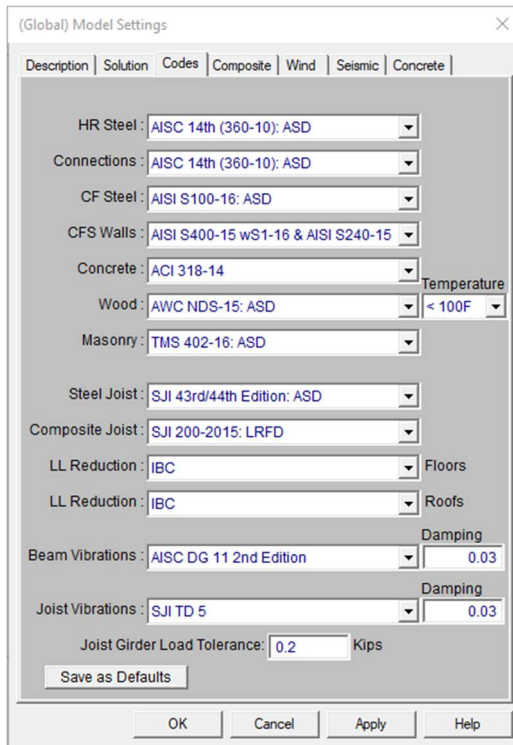 (Global) Model Settings
Description Solution Codes Composite Wind Seismic Concrete
HR Steel : AISC 14th (360-10): ASD
Connections : AISC 14th (360-10): ASD
CF Steel : AISI S100-16: ASD
CFS Walls : AISI S400-15 wS1-16 & AISI S240-15
Concrete : ACI 318-14
Temperature
Wood : AWC NDS-15: ASD < 100F
Masonry : TMS 402-16: ASD
Steel Joist : SJI 43rd/44th Edition: ASD
Composite Joist : SJI 200-2015: LRFD
LL Reduction : IBC Floors
LL Reduction : IBC Roofs
Damping
Beam Vibrations : AISC DG 11 2nd Edition 0.03
Damping
Joist Vibrations : SJI TD 5 0.03
Joist Girder Load Tolerance: 0.2 Kips
Save as Defaults
OK Cancel Apply Help